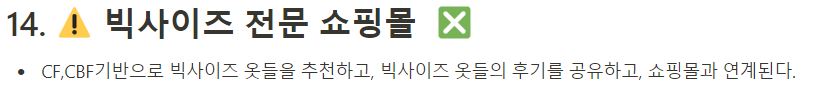 14. ⚠️ 빅사이즈 전문 쇼핑몰 ❎
• CF,CBF기반으로 빅사이즈 옷들을 추천하고, 빅사이즈 옷들의 후기를 공유하고, 쇼핑몰과 연계된다.